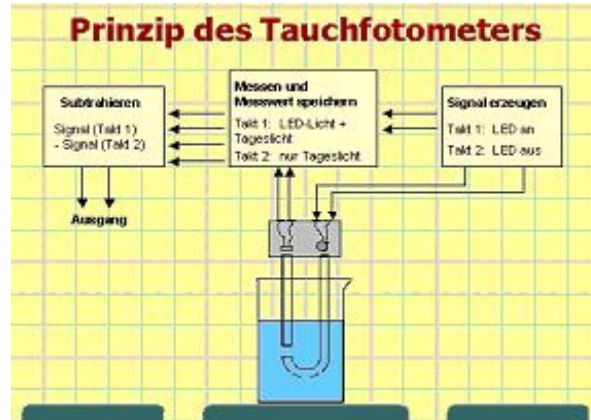 Prinzip des Tauchfotometers
Subtrahieren
Signal (Takt 1)
- Signal (Takt 2)
Ausgang
Messen und
Messwert speichern
Takt 1: LED-Licht +
Tageslicht
Takt 2: nur Tageslicht
Signal erzeugen
Takt 1: LED an
Takt 2: LED aus